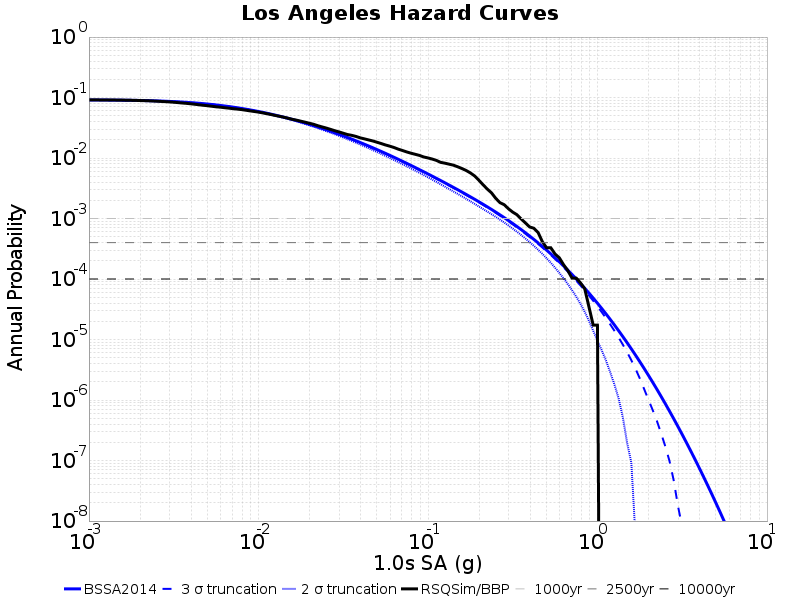 Los Angeles Hazard Curves
Annual Probability
10^0
10^-1
10^-2
10^-3
10^-4
10^-5
10^-6
10^-7
10^-8
10^-3 10^-2 10^-1 10^0 10^1
1.0s SA (g)
BSSA2014 3 σ truncation 2 σ truncation RSQSim/BBP 1000yr 2500yr 10000yr